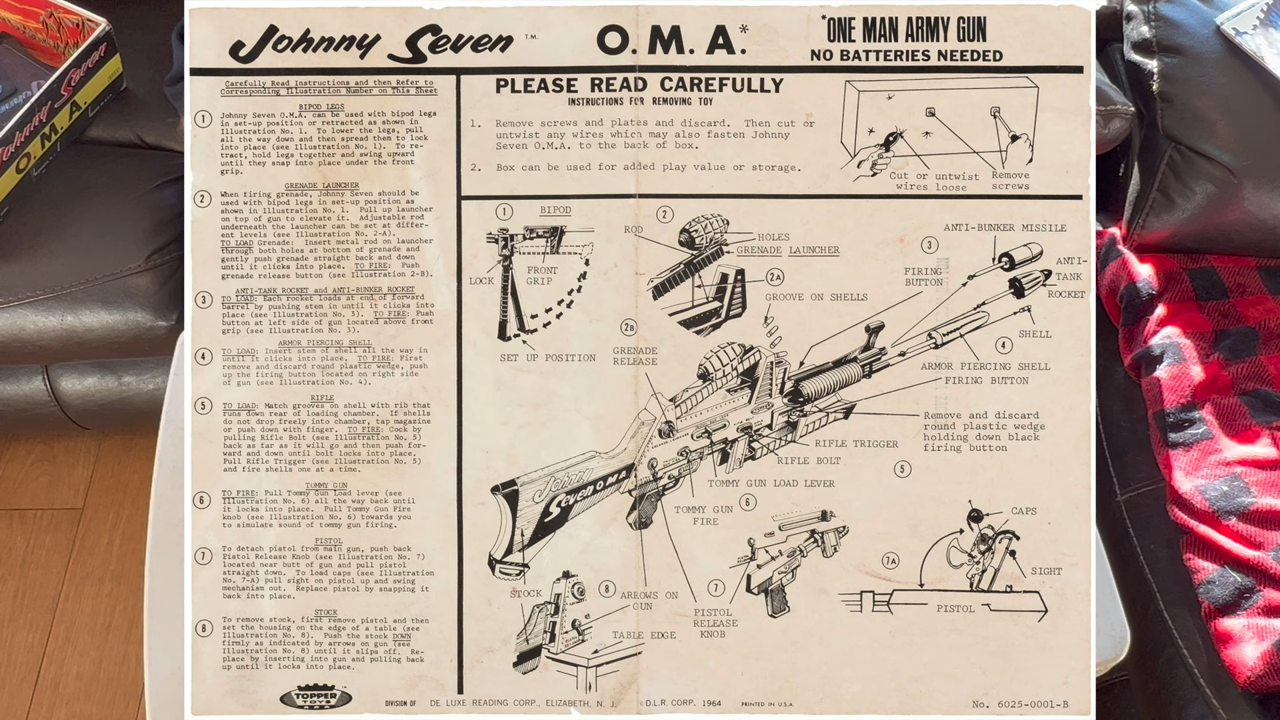 Johnny Seven T.M.
O.M.A.*
*ONE MAN ARMY GUN
NO BATTERIES NEEDED
Johnny Seven
O.M.A.
Carefully Read Instructions and then Refer to
Corresponding Illustration Number on This Sheet
1
BIPOD LEGS
Johnny Seven O.M.A. can be used with bipod legs
in set-up position or retracted as shown in
Illustration No. 1. To lower the legs, pull
all the way down and then spread them to lock
into place (see Illustration No. 1). To re-
tract, hold legs together and swing upward
until they snap into place under the front
grip.
2
GRENADE LAUNCHER
When firing grenade, Johnny Seven should be
used with bipod legs in set-up position as
shown in Illustration No. 1. Pull up launcher
on top of gun to elevate it. Adjustable rod
underneath the launcher can be set at differ-
ent levels (see Illustration No. 2-A).
TO LOAD Grenade: Insert metal rod on launcher
through both holes at bottom of grenade and
gently push grenade straight back and down
until it clicks into place. TO FIRE: Push
grenade release button (see Illustration 2-B).
3
ANTI-TANK ROCKET and ANTI-BUNKER ROCKET
TO LOAD: Each rocket loads at end of forward
barrel by pushing stem in until it clicks into
place (see Illustration No. 3). TO FIRE: Push
button at left side of gun located above front
grip (see Illustration No. 3).
4
ARMOR PIERCING SHELL
TO LOAD: Insert stem of shell all the way in
until it clicks into place. TO FIRE: First
remove and discard round plastic wedge, push
up the firing button located on right side
of gun (see Illustration No. 4).
5
RIFLE
TO LOAD: Match grooves on shell with rib that
runs down rear of loading chamber. If shells
do not drop freely into chamber, tap magazine
or push down with finger. TO FIRE: Cock by
pulling Rifle Bolt (see Illustration No. 5)
back as far as it will go and then push for-
ward and down until bolt locks into place.
Pull Rifle Trigger (see Illustration No. 5)
and fire shells one at a time.
6
TOMMY GUN
TO FIRE: Pull Tommy Gun Load lever (see
Illustration No. 6) all the way back until
it locks into place. Pull Tommy Gun Fire
knob (see Illustration No. 6) towards you
to simulate sound of tommy gun firing.
7
PISTOL
To detach pistol from main gun, push back
Pistol Release Knob (see Illustration No. 7)
located near butt of gun and pull pistol
straight down. To load caps (see Illustration
No. 7-A) pull sight on pistol up and swing
mechanism out. Replace pistol by snapping it
back into place.
8
STOCK
To remove stock, first remove pistol and then
set the housing on the edge of a table (see
Illustration No. 8). Push the stock DOWN
firmly as indicated by arrows on gun (see
Illustration No. 8) until it slips off. Re-
place by inserting into gun and pulling back
up until it locks into place.
PLEASE READ CAREFULLY
INSTRUCTIONS FOR REMOVING TOY
1. Remove screws and plates and discard. Then cut or
untwist any wires which may also fasten Johnny
Seven O.M.A. to the back of box.
2. Box can be used for added play value or storage.
Cut or untwist
wires loose
Remove
screws
1 BIPOD
LOCK
FRONT
GRIP
SET UP POSITION
2
ROD
HOLES
GRENADE LAUNCHER
2A
GROOVE ON SHELLS
2B
GRENADE
RELEASE
3
FIRING
BUTTON
ANTI-BUNKER MISSILE
ANTI-
TANK
ROCKET
SHELL
4
ARMOR PIERCING SHELL
FIRING BUTTON
Remove and discard
round plastic wedge
holding down black
firing button
RIFLE TRIGGER
5
RIFLE BOLT
TOMMY GUN LOAD LEVER
TOMMY GUN
FIRE
6
Johnny
Seven OMA
STOCK
8
ARROWS ON
GUN
TABLE EDGE
7
PISTOL
RELEASE
KNOB
7A
CAPS
SIGHT
PISTOL
TOPPER
TOYS
DIVISION OF DE LUXE READING CORP., ELIZABETH, N. J. D.L.R. CORP. 1964 PRINTED IN U.S.A.
No. 6025-0001-B